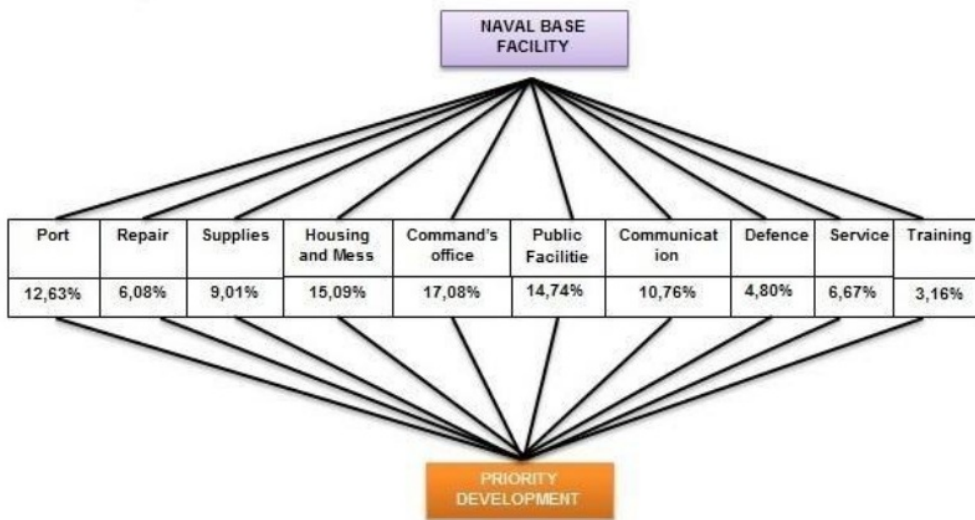 NAVAL BASE
FACILITY
Port
Repair
Supplies
Housing
and Mess
Command's
office
Public
Facilitie
Communicat
ion
Defence
Service
Training
12,63%
6,08%
9,01%
15,09%
17,08%
14,74%
10,76%
4,80%
6,67%
3,16%
PRIORITY
DEVELOPMENT